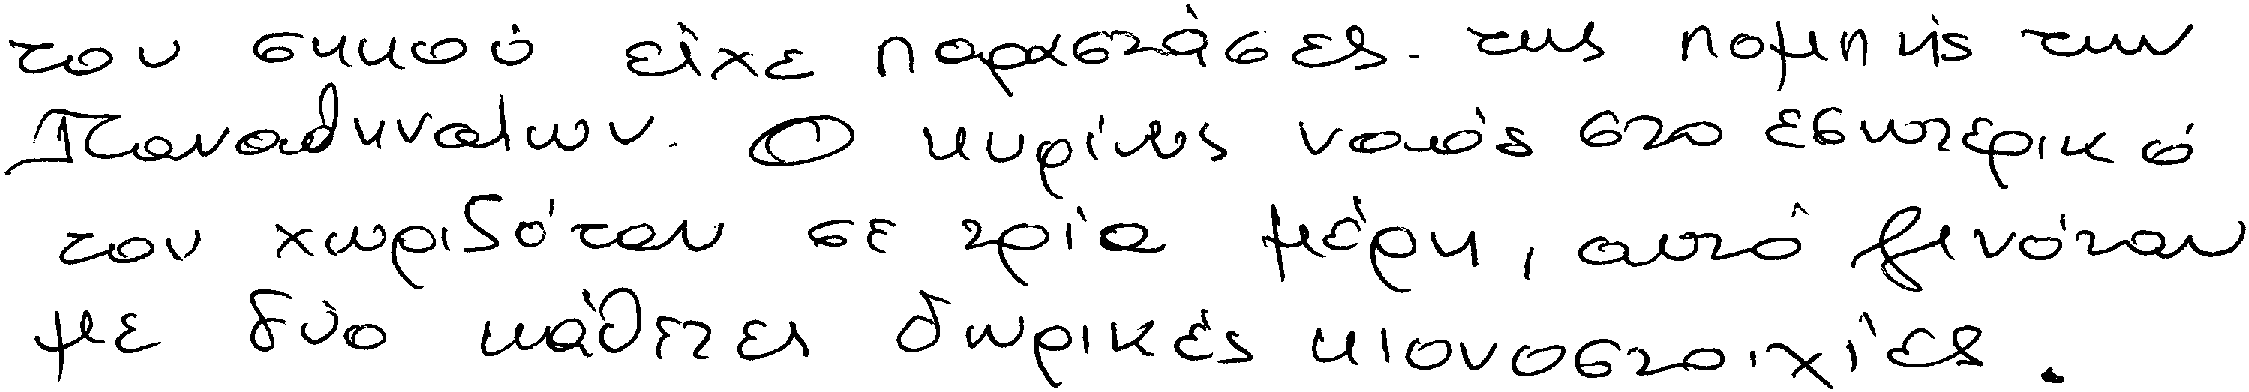 του σηκού είχε παραστάσεις της πομπής των
Παναθηναίων. Ο κυρίως ναός στο εσωτερικό
του χωριζόταν σε τρία μέρη, αυτό γινόταν
με δύο κάθετες δωρικές κιονοστοιχίες.